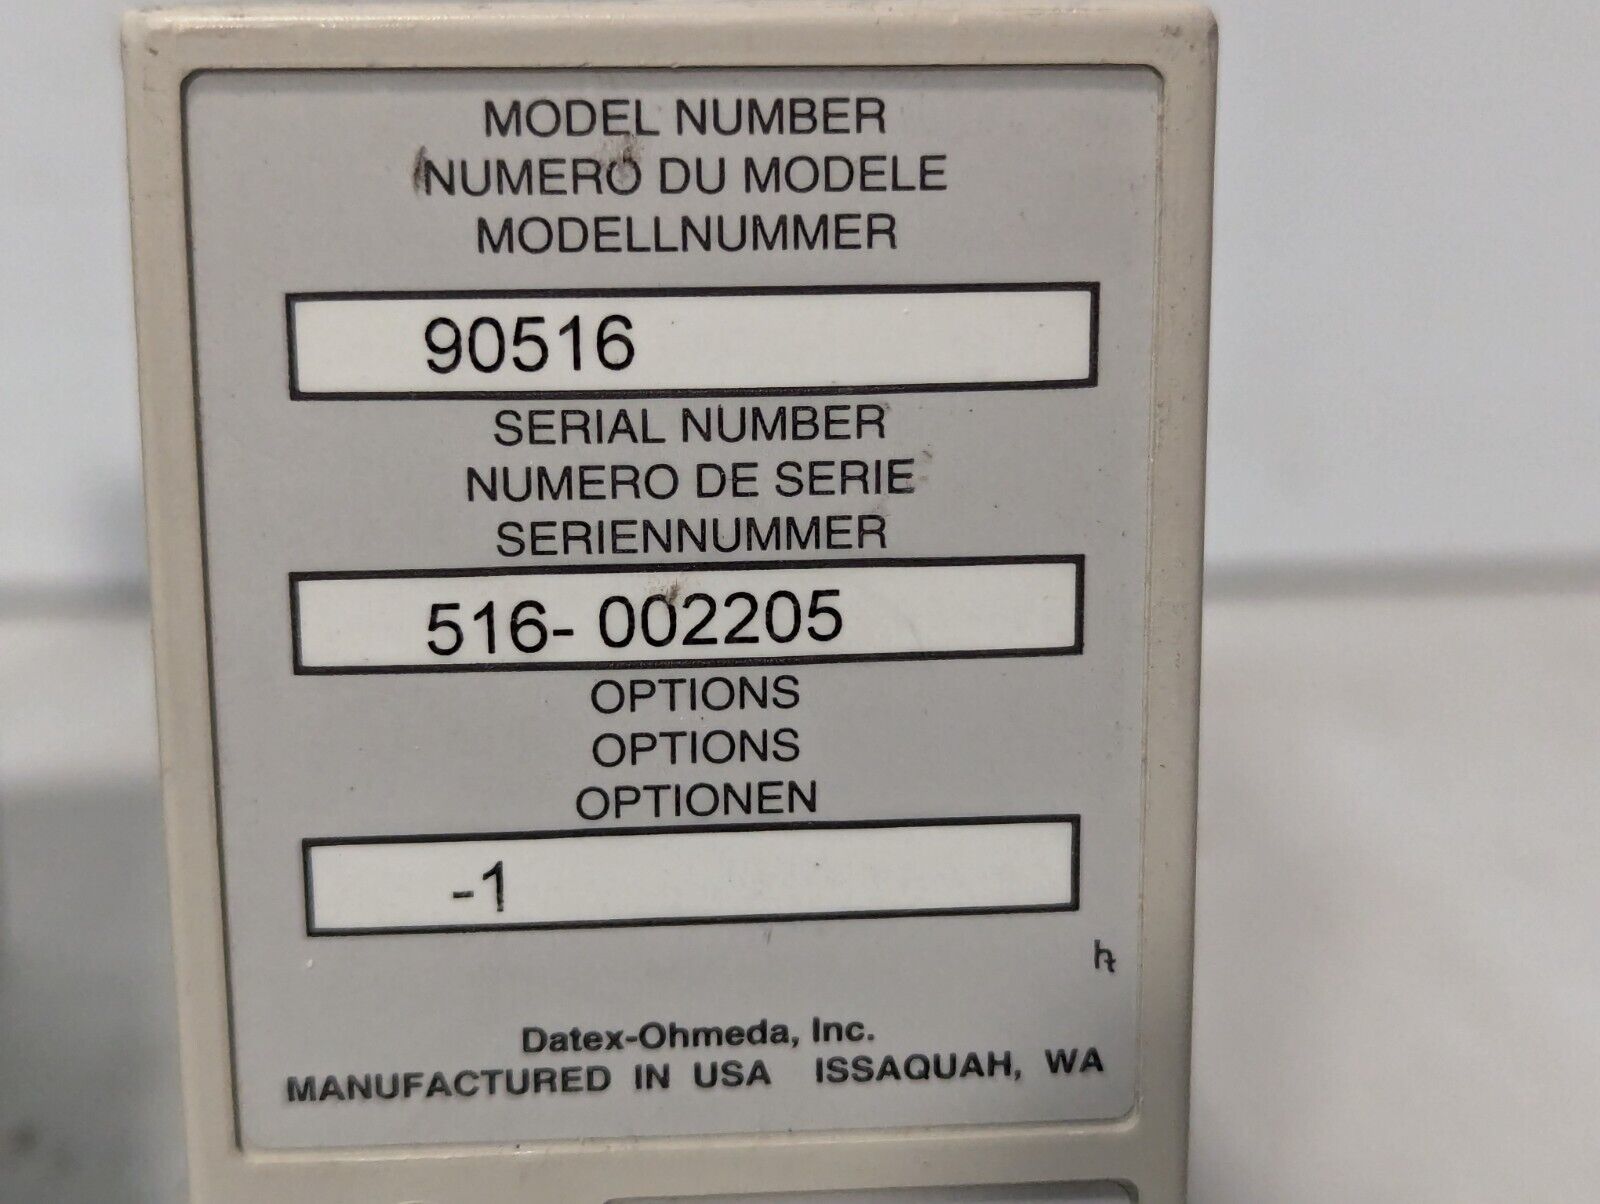 MODEL NUMBER
NUMERO DU MODELE
MODELLNUMMER
90516
SERIAL NUMBER
NUMERO DE SERIE
SERIENNUMMER
516- 002205
OPTIONS
OPTIONS
OPTIONEN
-1
Datex-Ohmeda, Inc.
MANUFACTURED IN USA ISSAQUAH, WA